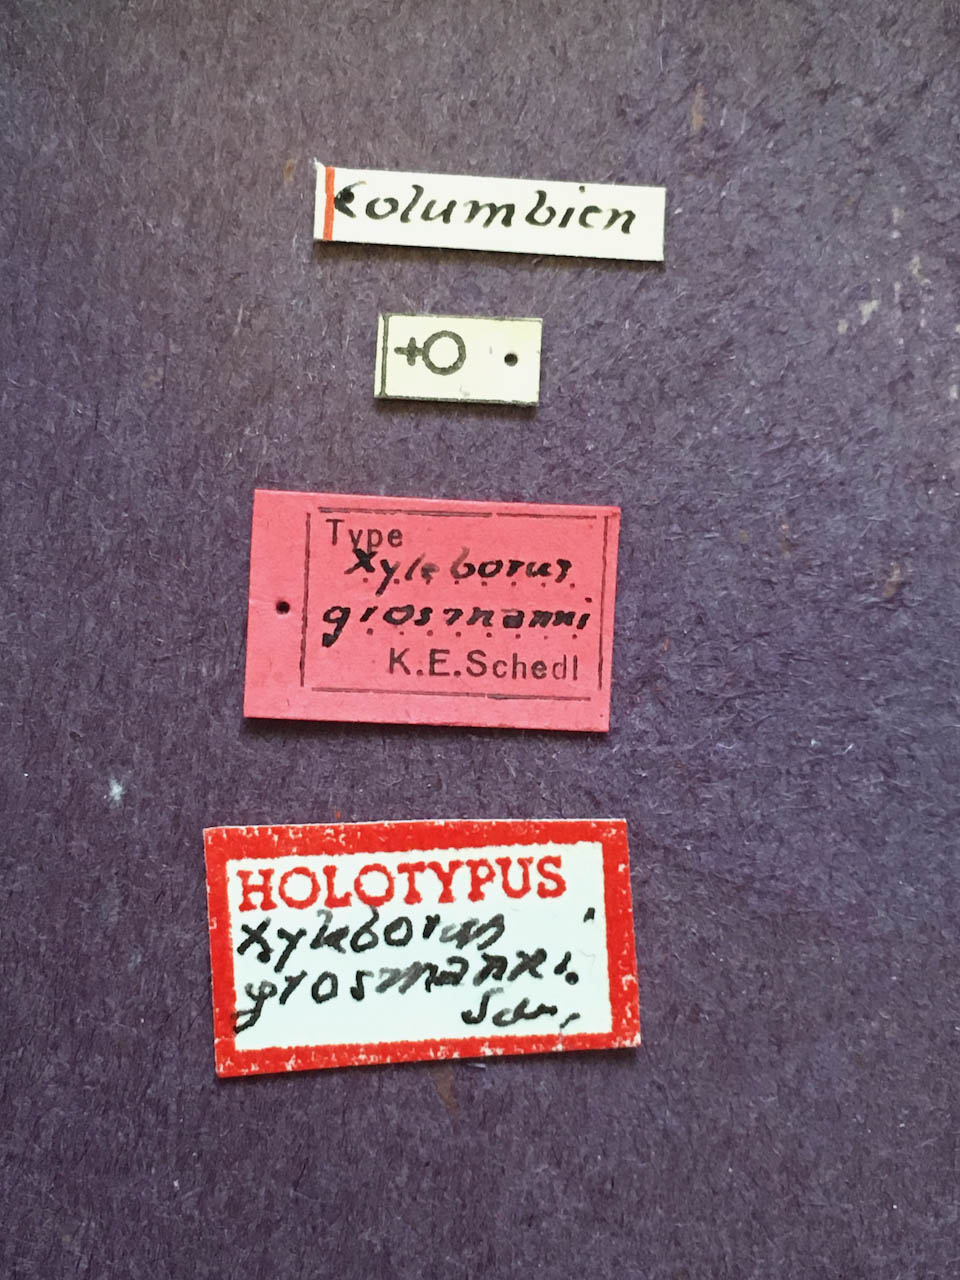 Columbien
♀
Type
Xyleborus
grosmanni
K.E.Schedl
HOLOTYPUS
Xyleborus
grosmanni